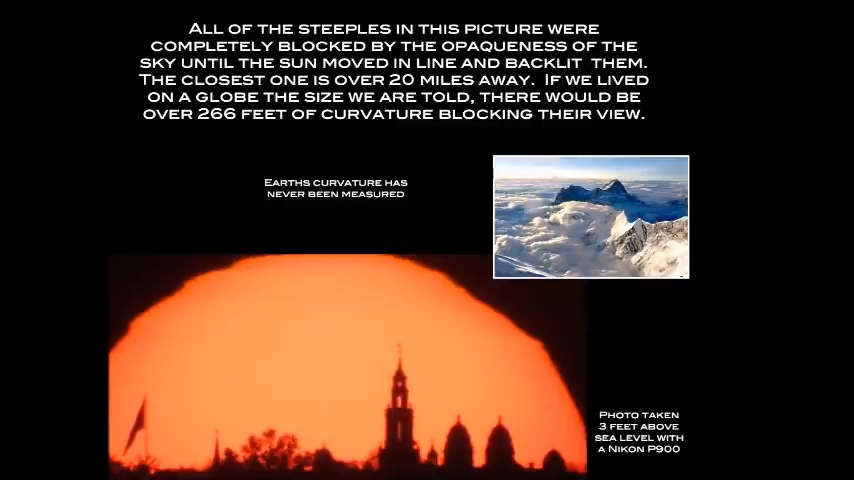 All of the steeples in this picture were
completely blocked by the opaqueness of the
sky until the sun moved in line and backlit them.
The closest one is over 20 miles away. If we lived
on a globe the size we are told, there would be
over 266 feet of curvature blocking their view.
Earths curvature has
never been measured
Photo taken
3 feet above
sea level with
a Nikon P900